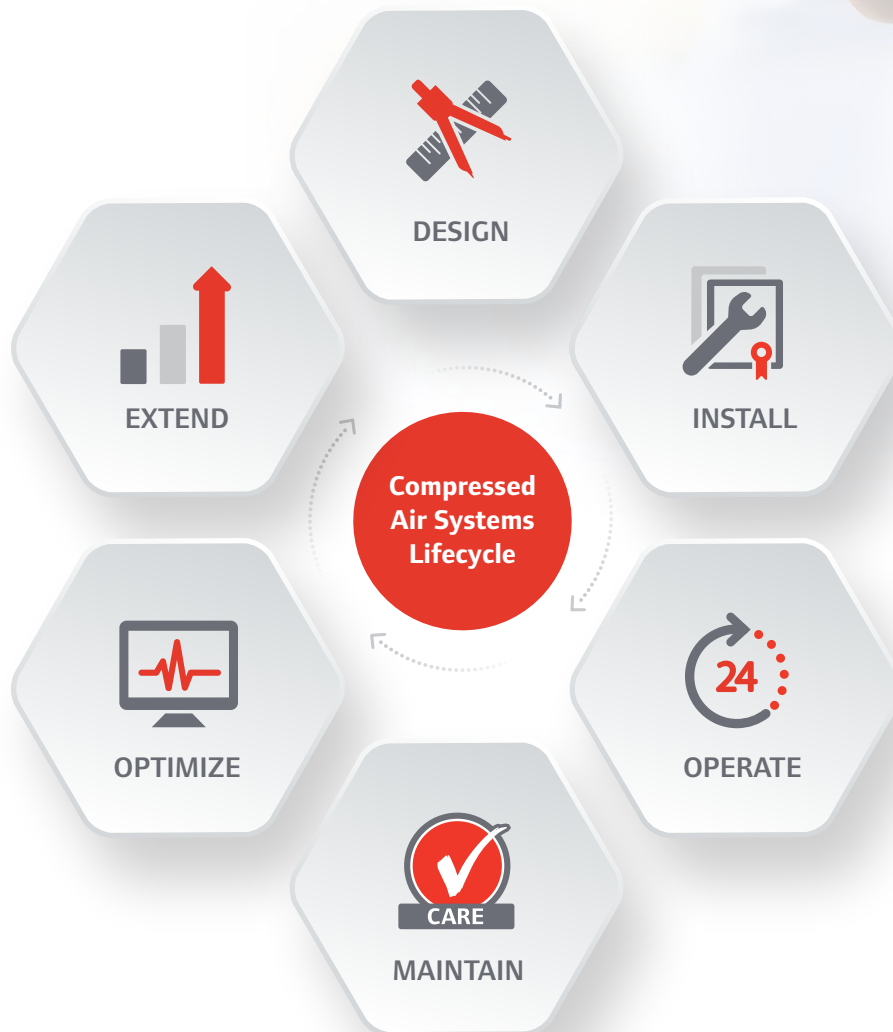 DESIGN
INSTALL
EXTEND
Compressed
Air Systems
Lifecycle
24
OPERATE
OPTIMIZE
CARE
MAINTAIN